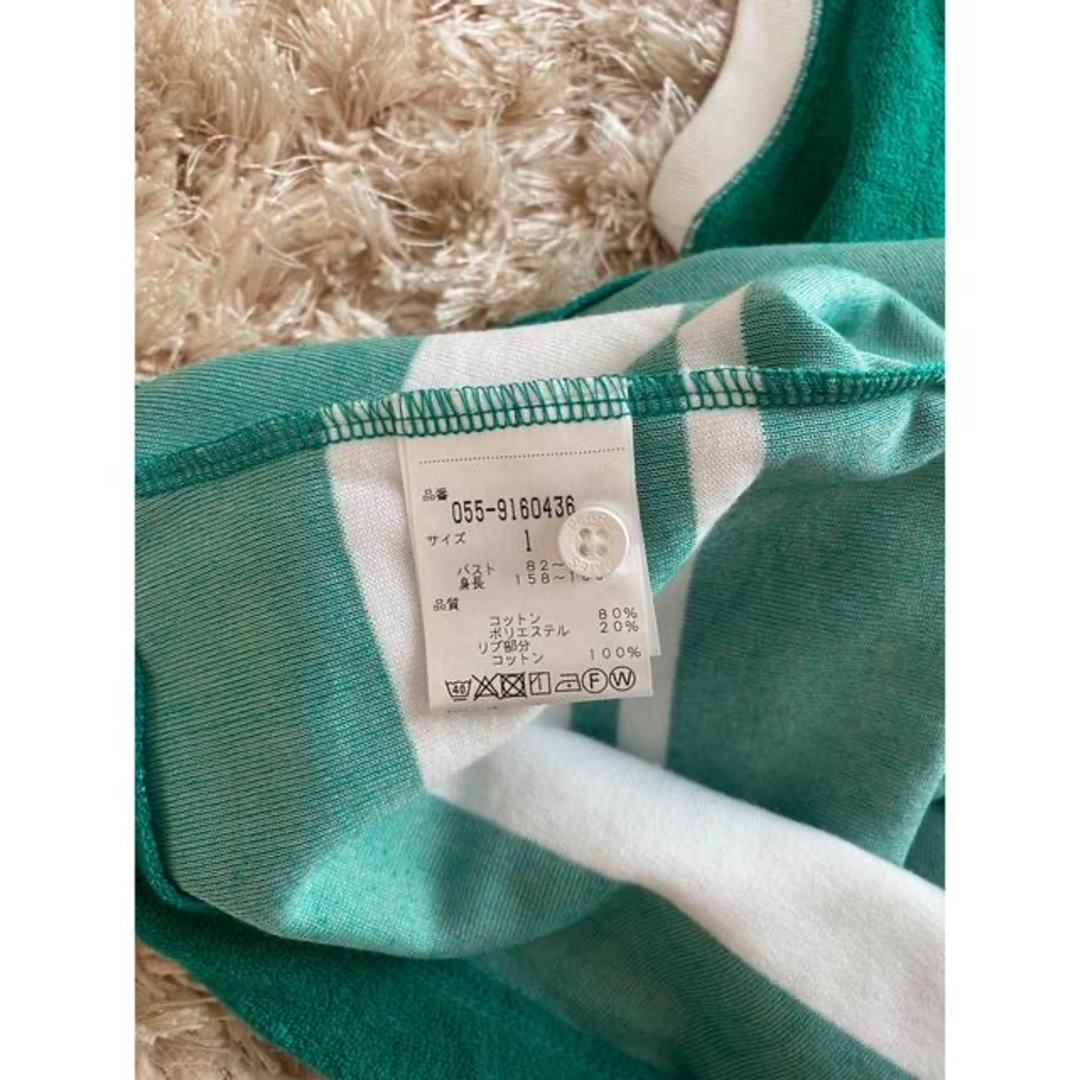 品番
055-9160436
サイズ 1
バスト 82~
身長 158~
品質
コットン 80%
ポリエステル 20%
リブ部分
コットン 100%
40 F W